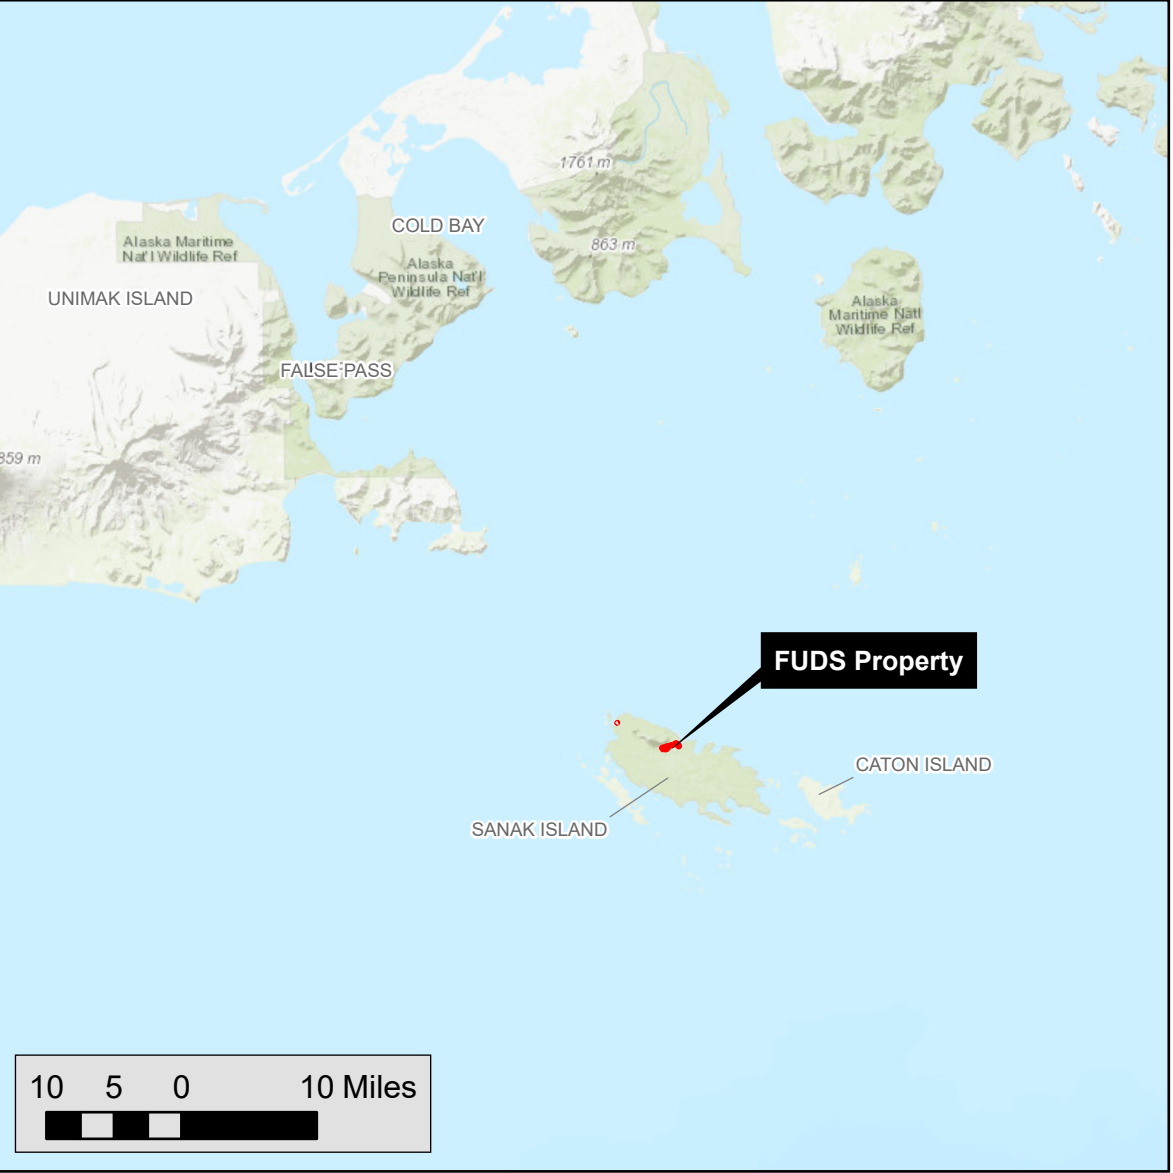 1761 m
COLD BAY
863 m
Alaska Maritime
Nat'l Wildlife Ref
Alaska
Peninsula Nat'l
Wildlife Ref
UNIMAK ISLAND
Alaska
Maritime Natl
Wildlife Ref
FALSE PASS
859 m
FUDS Property
CATON ISLAND
SANAK ISLAND
10 5 0 10 Miles